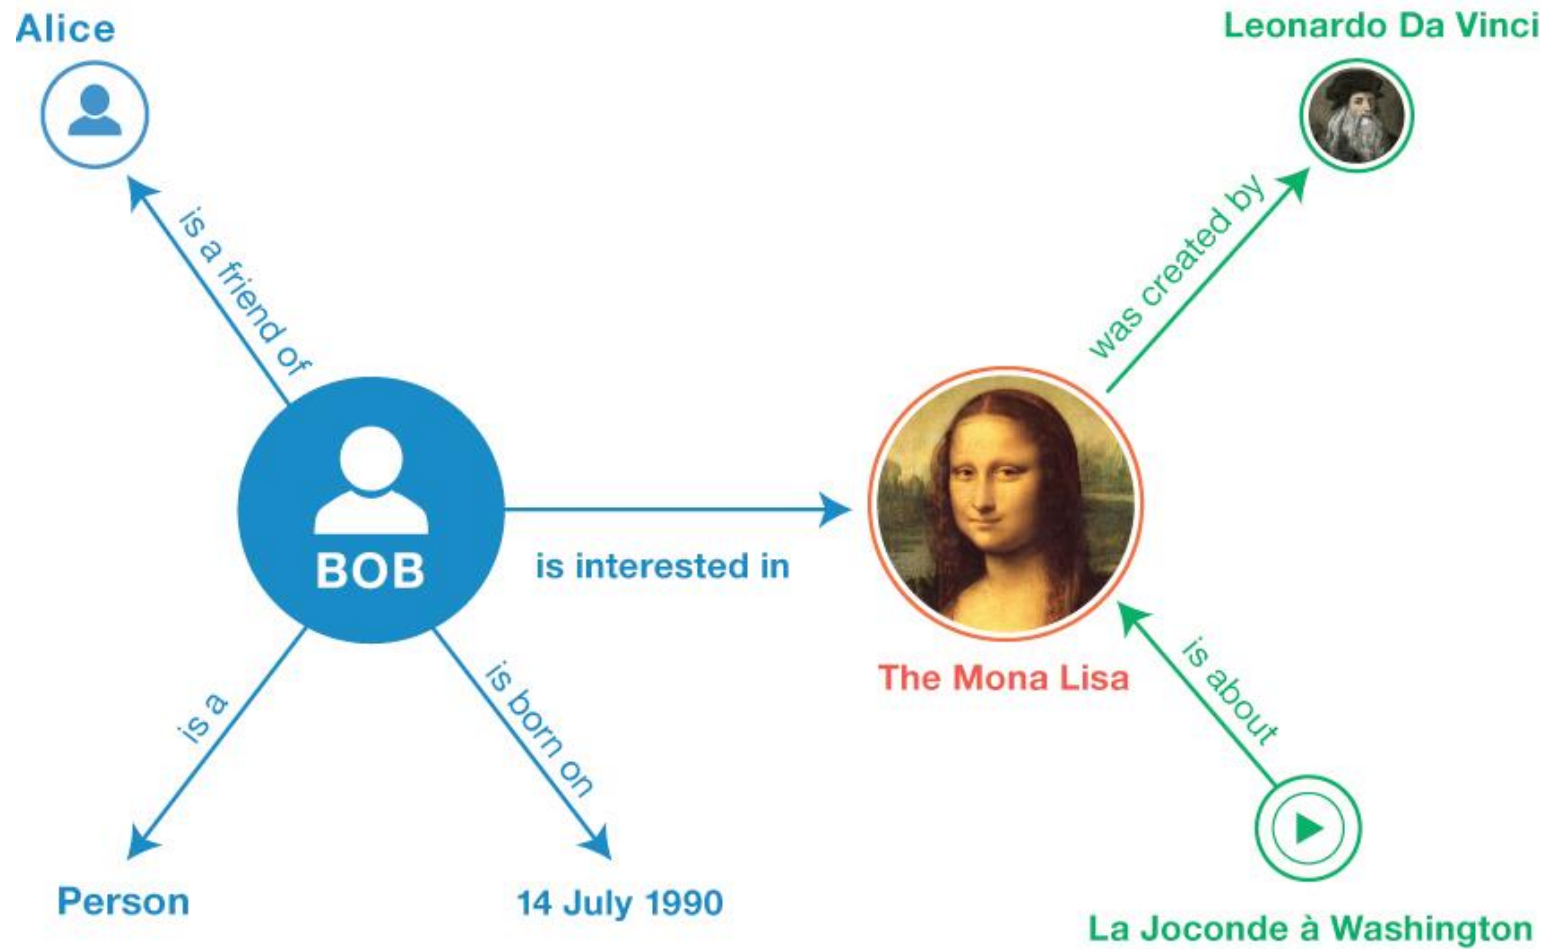 Alice
Leonardo Da Vinci
is a friend of
was created by
BOB
is interested in
The Mona Lisa
is a
is born on
is about
Person
14 July 1990
La Joconde à Washington